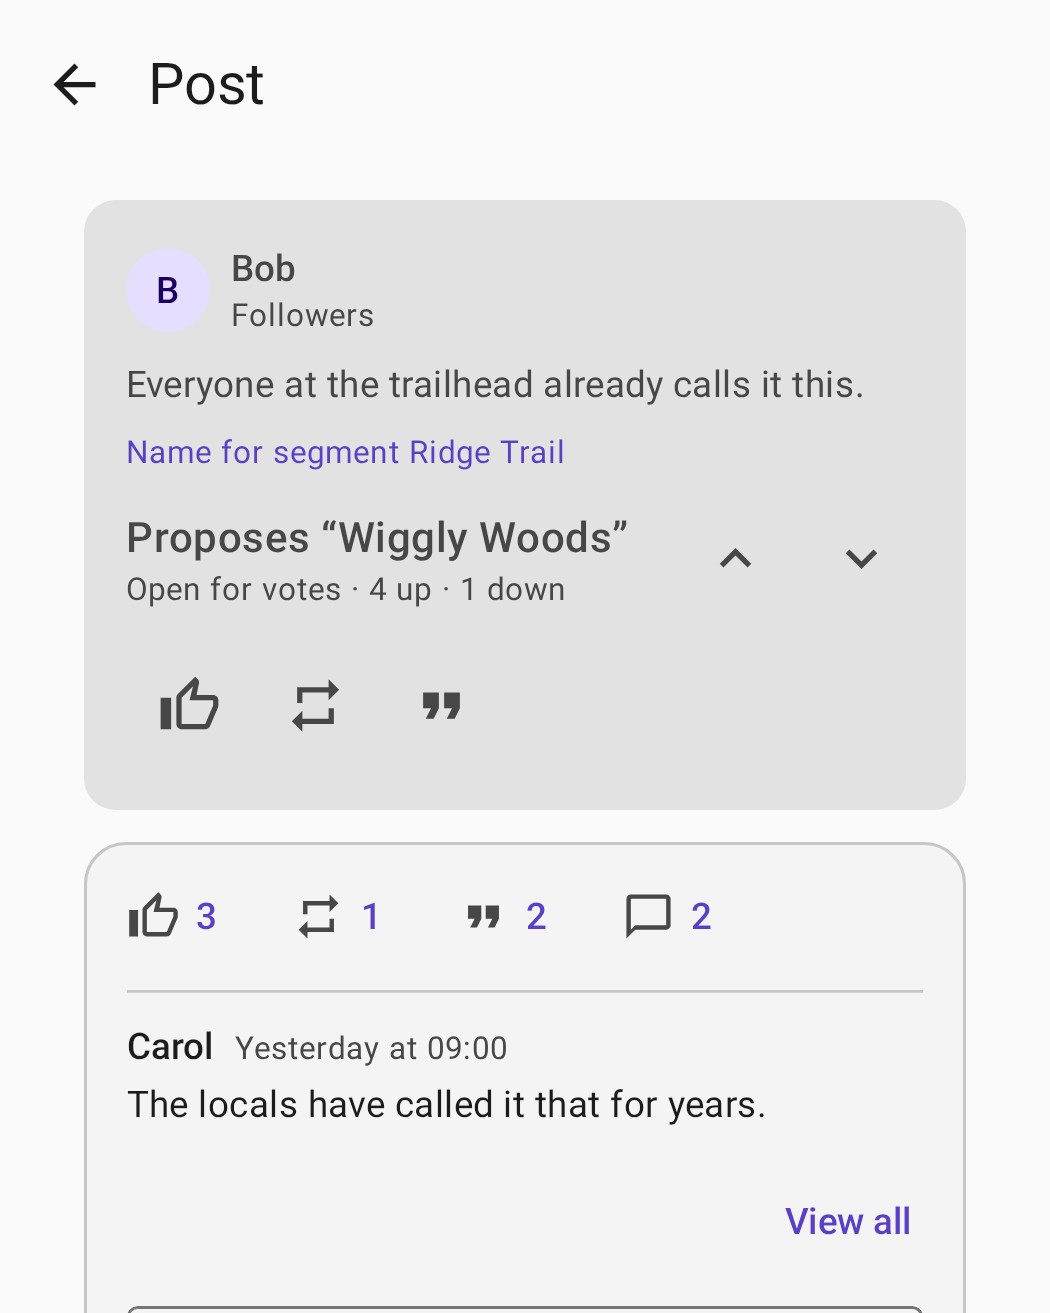 Post
B
Bob
Followers
Everyone at the trailhead already calls it this.
Name for segment Ridge Trail
Proposes “Wiggly Woods”
Open for votes · 4 up · 1 down
3
1
2
2
Carol Yesterday at 09:00
The locals have called it that for years.
View all